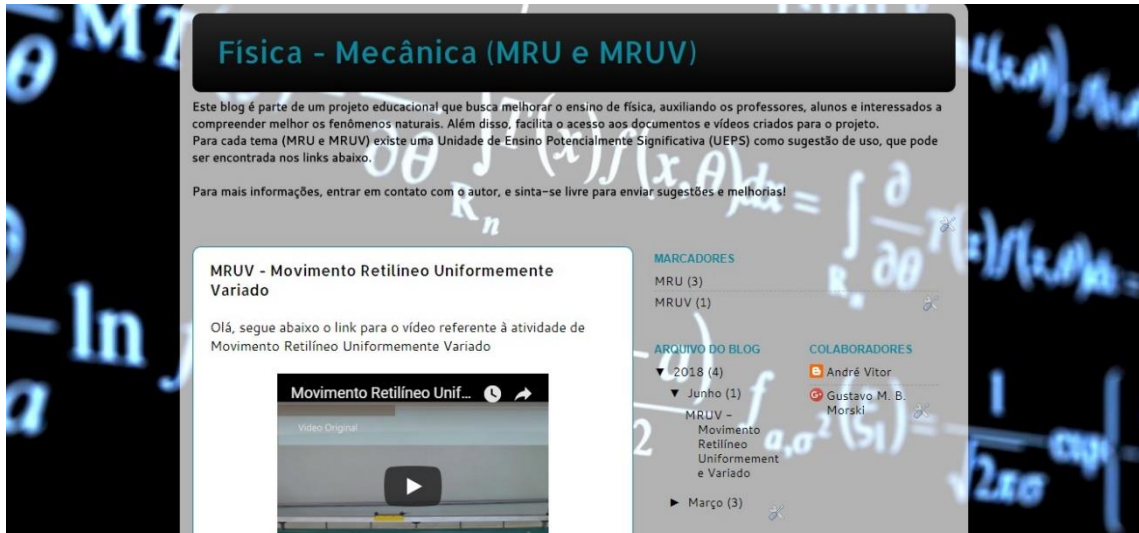 Física - Mecânica (MRU e MRUV)
Este blog é parte de um projeto educacional que busca melhorar o ensino de física, auxiliando os professores, alunos e interessados a
compreender melhor os fenômenos naturais. Além disso, facilita o acesso aos documentos e vídeos criados para o projeto.
Para cada tema (MRU e MRUV) existe uma Unidade de Ensino Potencialmente Significativa (UEPS) como sugestão de uso, que pode
ser encontrada nos links abaixo.
Para mais informações, entrar em contato com o autor, e sinta-se livre para enviar sugestões e melhorias!
MRUV - Movimento Retilíneo Uniformemente
Variado
Olá, segue abaixo o link para o vídeo referente à atividade de
Movimento Retilíneo Uniformemente Variado
Movimento Retilíneo Unif...
Video Original
MARCADORES
MRU (3)
MRUV (1)
ARQUIVO DO BLOG
▼ 2018 (4)
▼ Junho (1)
MRUV -
Movimento
Retilíneo
Uniformement
e Variado
► Março (3)
COLABORADORES
André Vitor
Gustavo M. B.
Morski